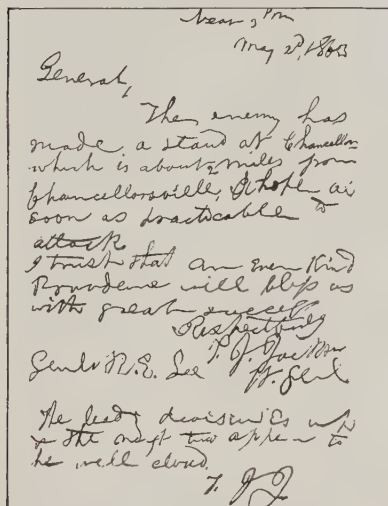 Near 3 Pm
May 2d, 1863
General,
The enemy has
made a stand at Chancellor's
which is about 2 miles from
Chancellorsville. I hope as
soon as practicable to
attack
I trust that an Ever Kind
Providence will bless us
with great success.
Respectfully
T. J. Jackson
Lt. Genl.
Genl. R. E. Lee
The leading division is up
& the next two appear to
be well closed.
T. J. J.